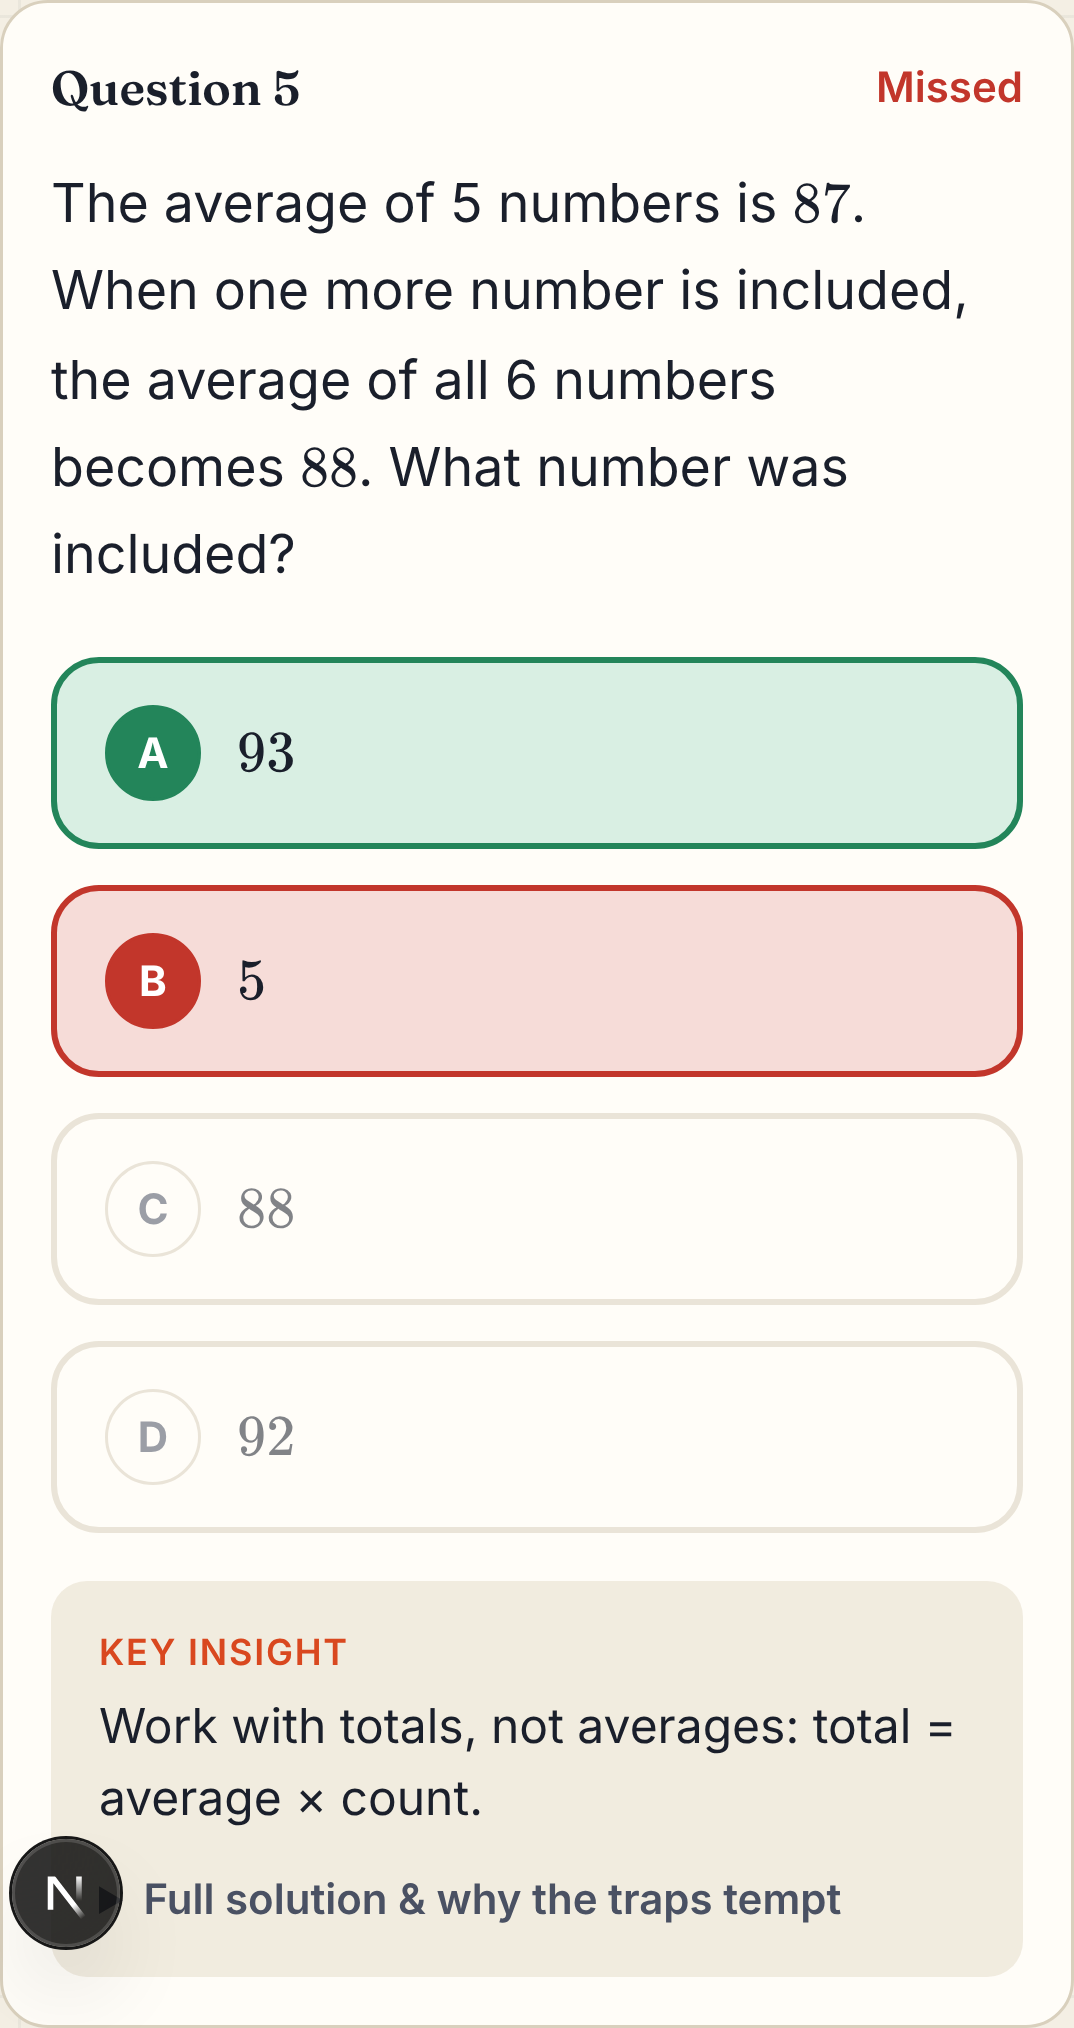 Question 5
Missed
The average of 5 numbers is 87.
When one more number is included,
the average of all 6 numbers
becomes 88. What number was
included?
A 93
B 5
C 88
D 92
KEY INSIGHT
Work with totals, not averages: total =
average × count.
N
Full solution & why the traps tempt